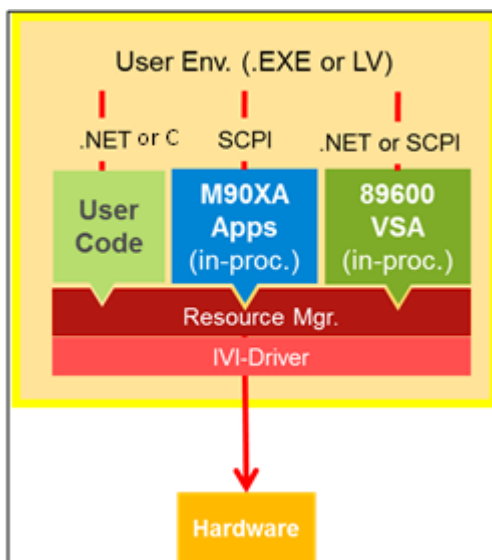 User Env. (.EXE or LV)
.NET or C
SCPI
.NET or SCPI
User
Code
M90XA
Apps
(in-proc.)
89600
VSA
(in-proc.)
Resource Mgr.
IVI-Driver
Hardware